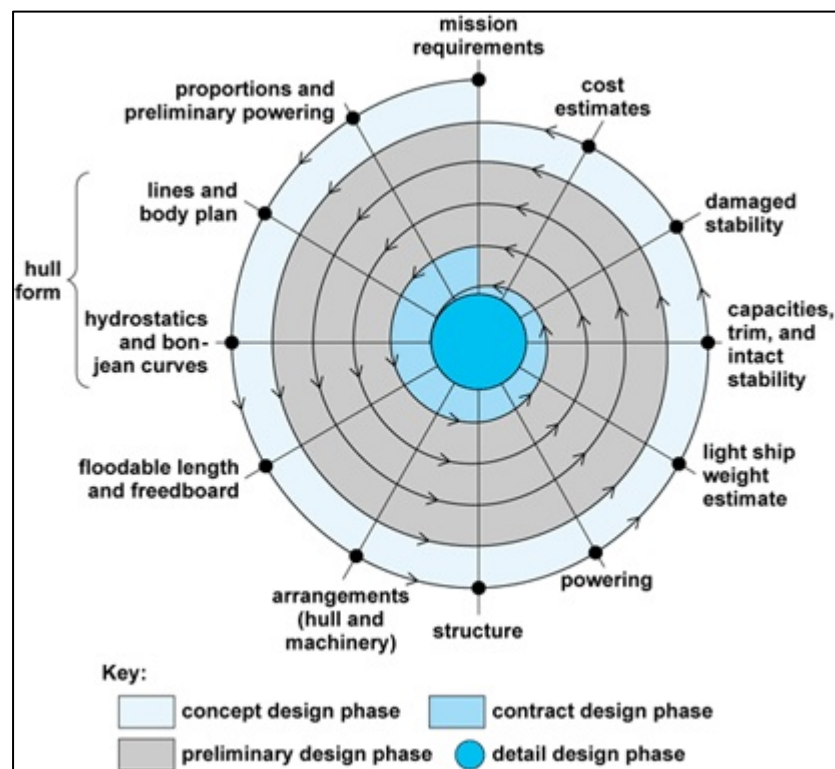 mission
requirements
cost
estimates
proportions and
preliminary powering
lines and
body plan
damaged
stability
hull
form
hydrostatics
and bon-
jean curves
capacities,
trim, and
intact
stability
floodable length
and freedboard
light ship
weight
estimate
arrangements
(hull and
machinery)
structure
powering
Key:
concept design phase
contract design phase
preliminary design phase
detail design phase